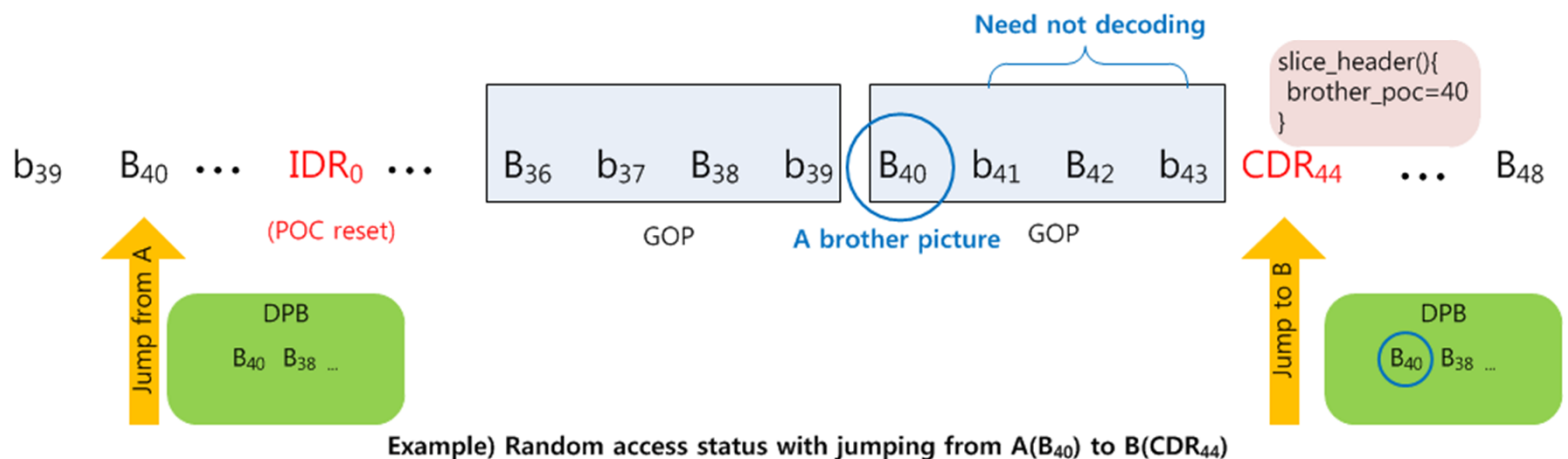 Need not decoding
slice_header(){
brother_poc=40
}
b39 B40 ... IDR0 ... B36 b37 B38 b39 B40 b41 B42 b43 CDR44 ... B48
(POC reset)
GOP
A brother picture
GOP
Jump from A
DPB
B40 B38 ...
Jump to B
DPB
B40 B38 ...
Example) Random access status with jumping from A(B40) to B(CDR44)